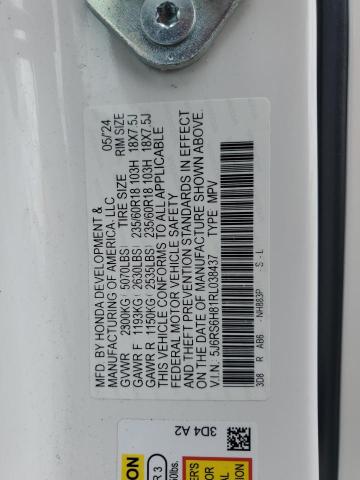 MFD. BY HONDA DEVELOPMENT &
MANUFACTURING OF AMERICA, LLC 05/24
TIRE SIZE RIM SIZE
GVWR 2300KG( 5070LBS)
GAWR F 1193KG( 2630LBS) 235/60R18 103H 18X7.5J
GAWR R 1150KG( 2535LBS) 235/60R18 103H 18X7.5J
THIS VEHICLE CONFORMS TO ALL APPLICABLE
FEDERAL MOTOR VEHICLE SAFETY
AND THEFT PREVENTION STANDARDS IN EFFECT
ON THE DATE OF MANUFACTURE SHOWN ABOVE.
V.I.N. 5J6RS6H81RL038437 TYPE MPV
3D8 R AB6 -NH883P S - L
3D4 A2